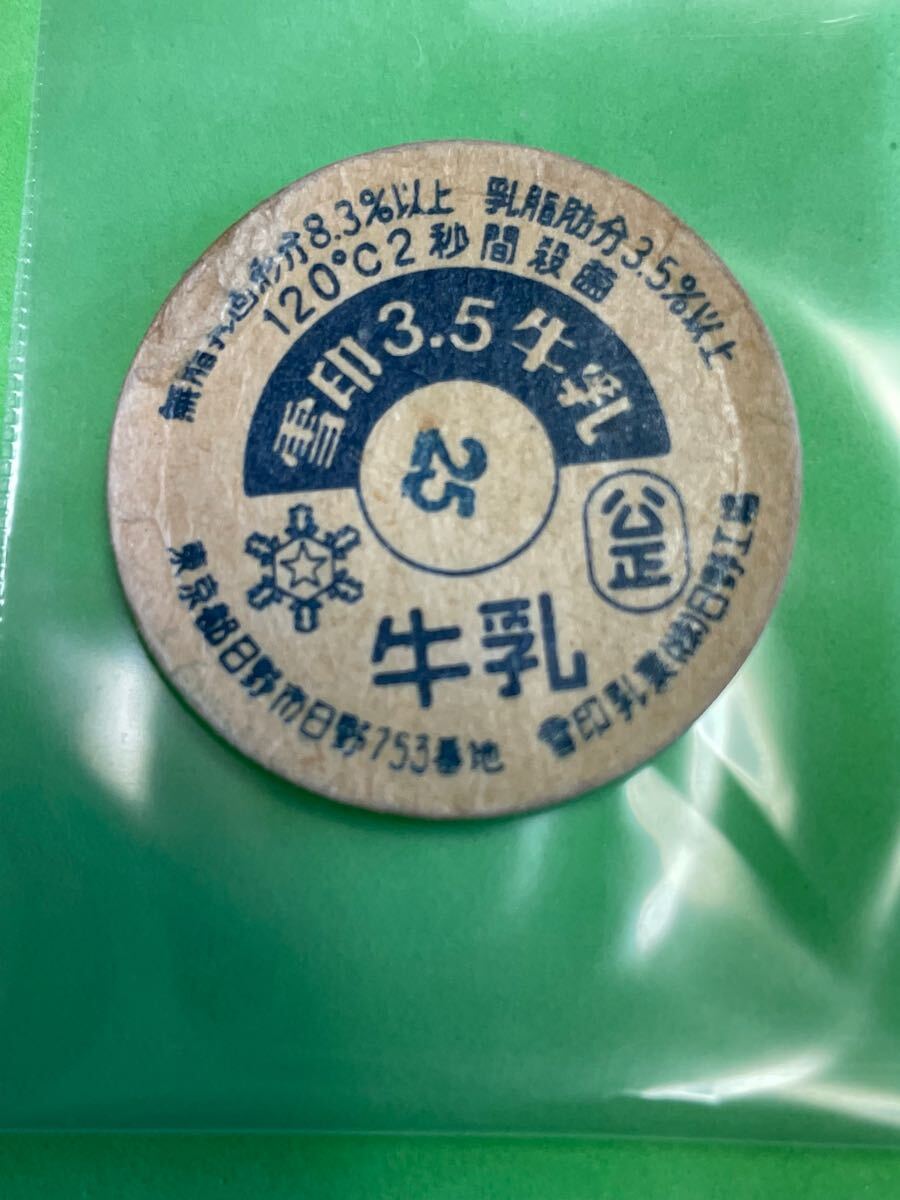 無脂乳固形分8.3%以上 乳脂肪分3.5%以上
120°C2秒間殺菌
雪印3.5牛乳
25
公正
牛乳
東京都日野市日野753番地 雪印乳業(株)日野工場